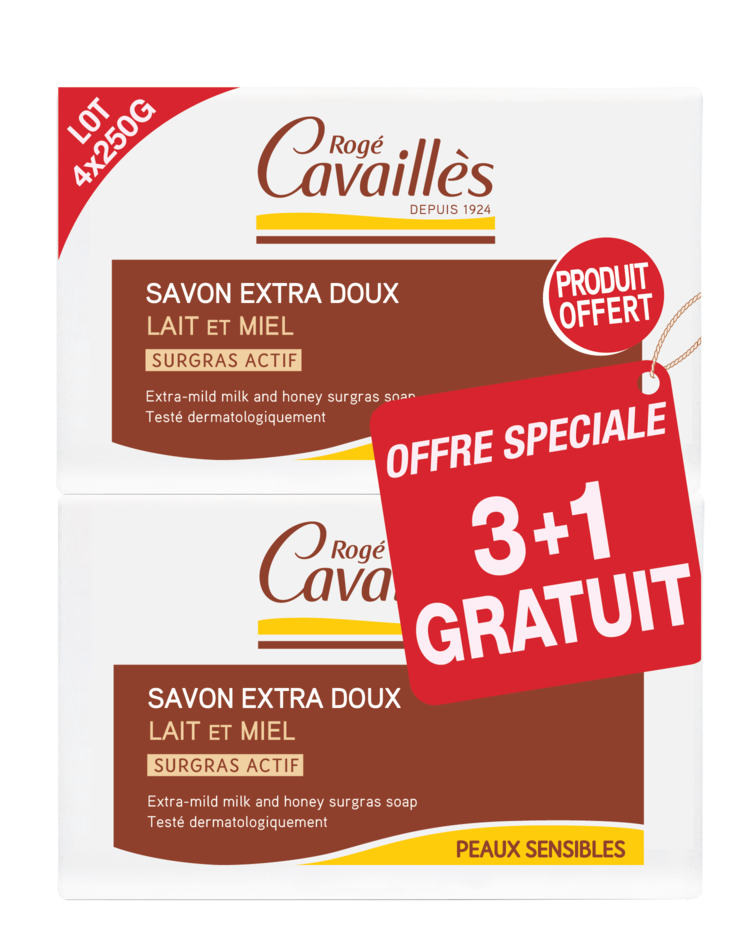 LOT
4x250G
Rogé
Cavaillès
DEPUIS 1924
PRODUIT
OFFERT
SAVON EXTRA DOUX
LAIT ET MIEL
SURGRAS ACTIF
Extra-mild milk and honey surgras soap
Testé dermatologiquement
OFFRE SPECIALE
3+1
GRATUIT
Rogé
SAVON EXTRA DOUX
LAIT ET MIEL
SURGRAS ACTIF
Extra-mild milk and honey surgras soap
Testé dermatologiquement
PEAUX SENSIBLES